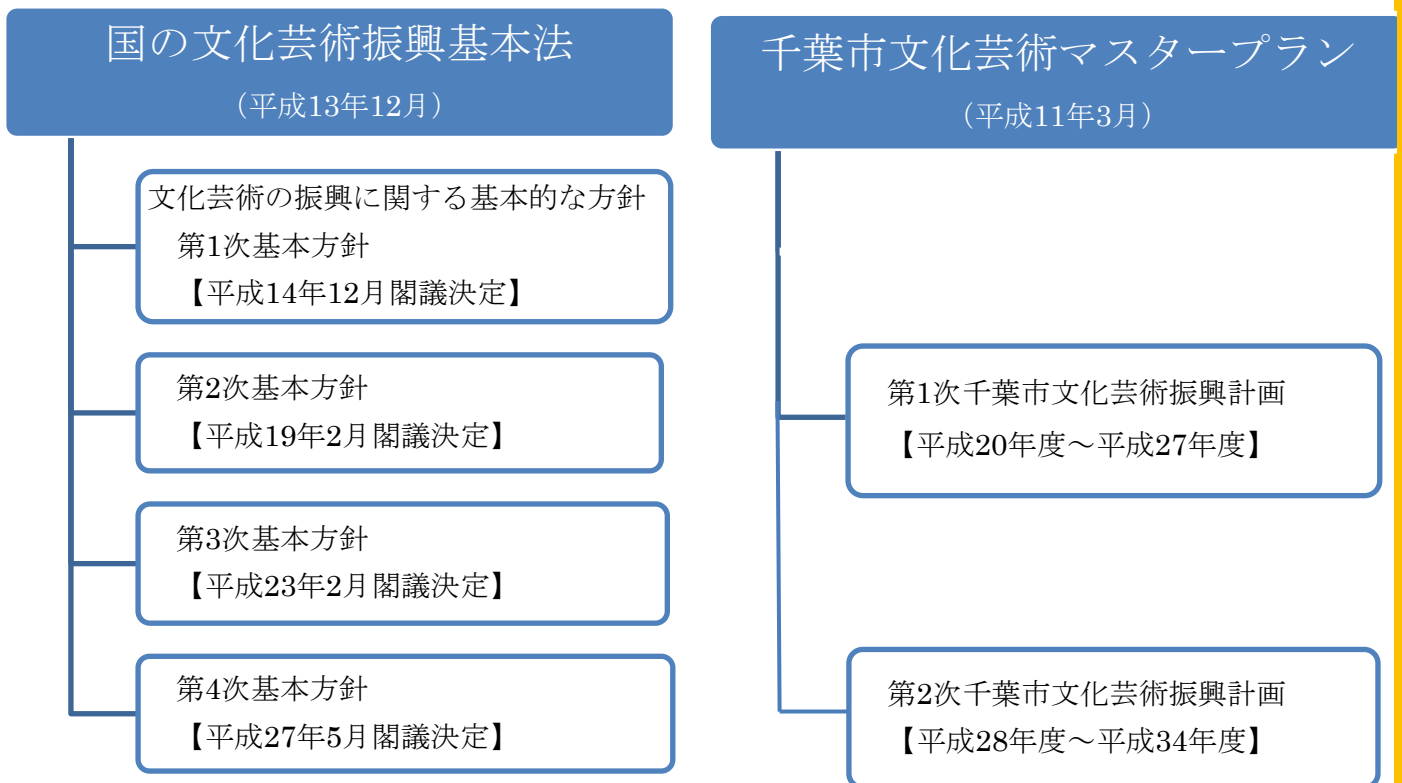 国の文化芸術振興基本法
（平成13年12月）
文化芸術の振興に関する基本的な方針
第1次基本方針
【平成14年12月閣議決定】
第2次基本方針
【平成19年2月閣議決定】
第3次基本方針
【平成23年2月閣議決定】
第4次基本方針
【平成27年5月閣議決定】
千葉市文化芸術マスタープラン
（平成11年3月）
第1次千葉市文化芸術振興計画
【平成20年度～平成27年度】
第2次千葉市文化芸術振興計画
【平成28年度～平成34年度】